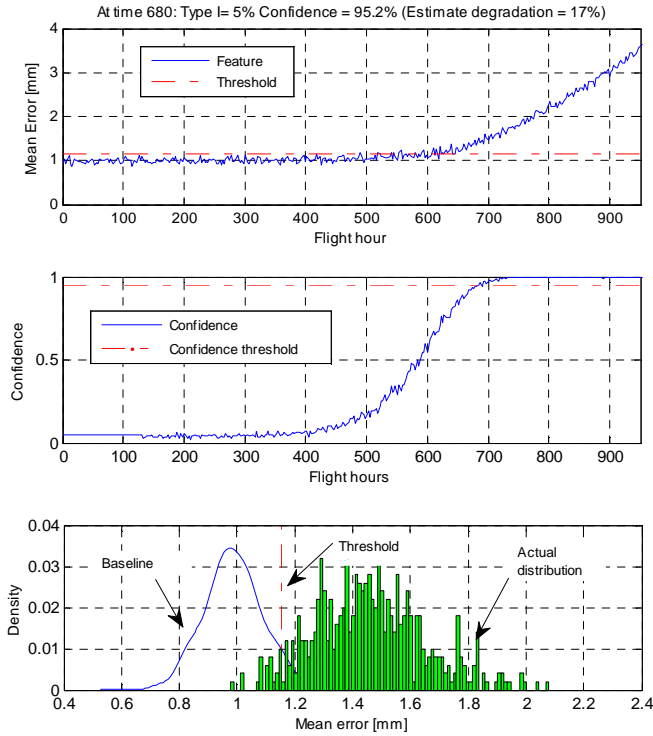 At time 680: Type I= 5% Confidence = 95.2% (Estimate degradation = 17%)
4
3
2
1
0
Mean Error [mm]
Feature
Threshold
0 100 200 300 400 500 600 700 800 900
Flight hour
1
0.5
0
Confidence
Confidence
Confidence threshold
0 100 200 300 400 500 600 700 800 900
Flight hours
0.04
0.03
0.02
0.01
0
Density
Baseline
Threshold
Actual
distribution
0.4 0.6 0.8 1 1.2 1.4 1.6 1.8 2 2.2 2.4
Mean error [mm]